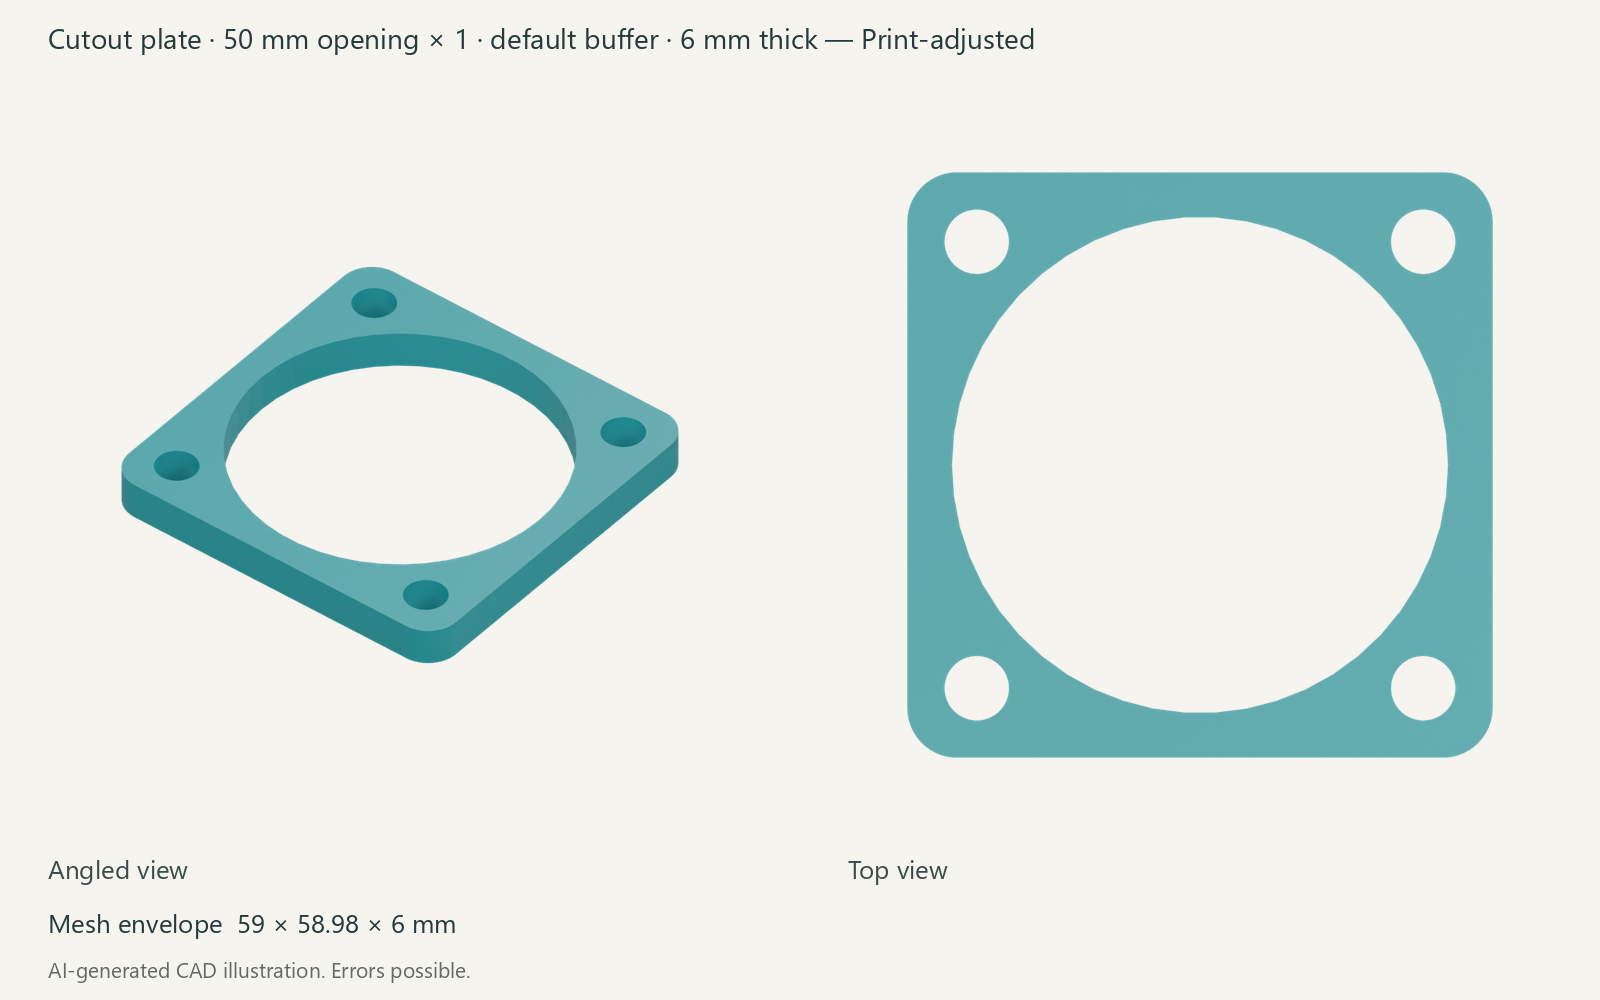 Cutout plate · 50 mm opening × 1 · default buffer · 6 mm thick — Print-adjusted
Angled view
Top view
Mesh envelope 59 × 58.98 × 6 mm
AI-generated CAD illustration. Errors possible.